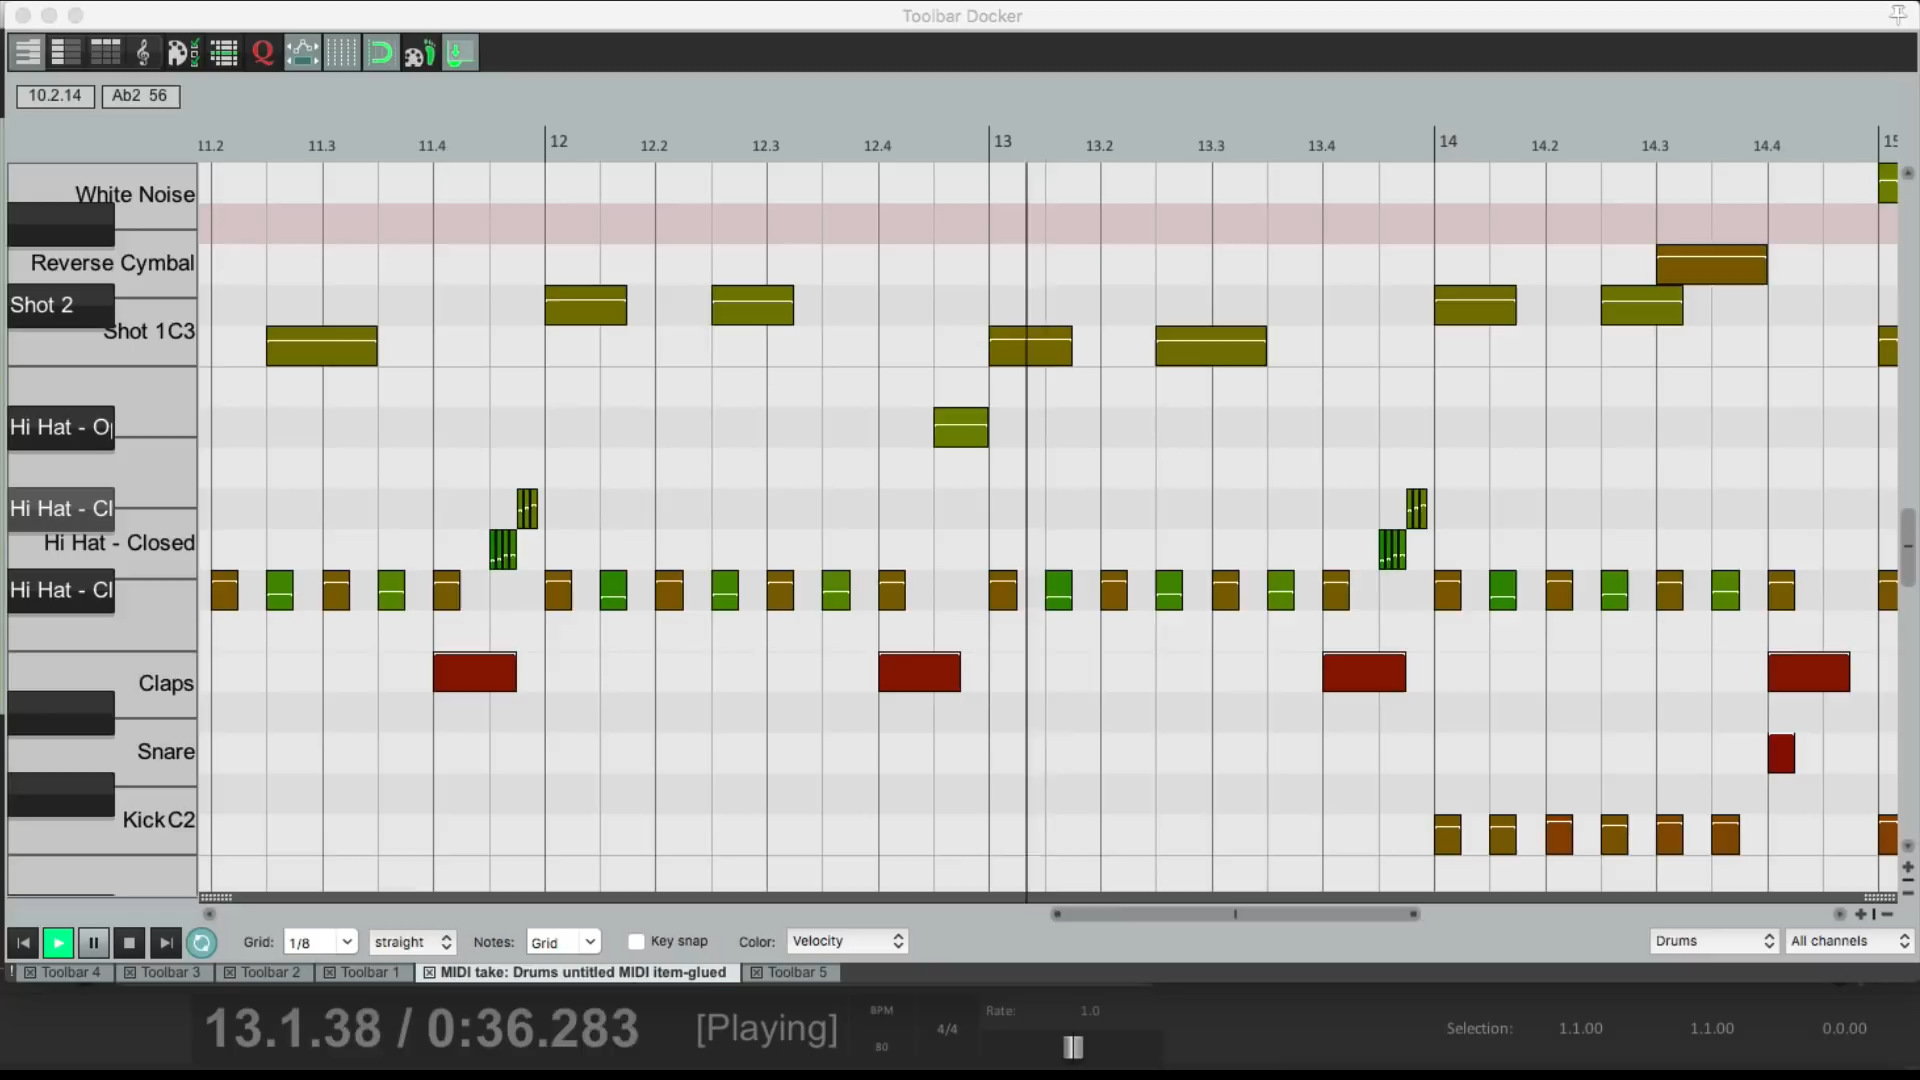 Toolbar Docker
Q
10.2.14 Ab2 56
11.2 11.3 11.4 12 12.2 12.3 12.4 13 13.2 13.3 13.4 14 14.2 14.3 14.4 15
White Noise
Reverse Cymbal
Shot 2
Shot 1C3
Hi Hat - O
Hi Hat - Cl
Hi Hat - Closed
Hi Hat - Cl
Claps
Snare
Kick C2
Grid: 1/8 straight Notes: Grid Key snap Color: Velocity Drums All channels
! Toolbar 4 Toolbar 3 Toolbar 2 Toolbar 1 MIDI take: Drums untitled MIDI item-glued Toolbar 5
13.1.38 / 0:36.283 [Playing] BPM 80 4/4 Rate: 1.0 Selection: 1.1.00 1.1.00 0.0.00